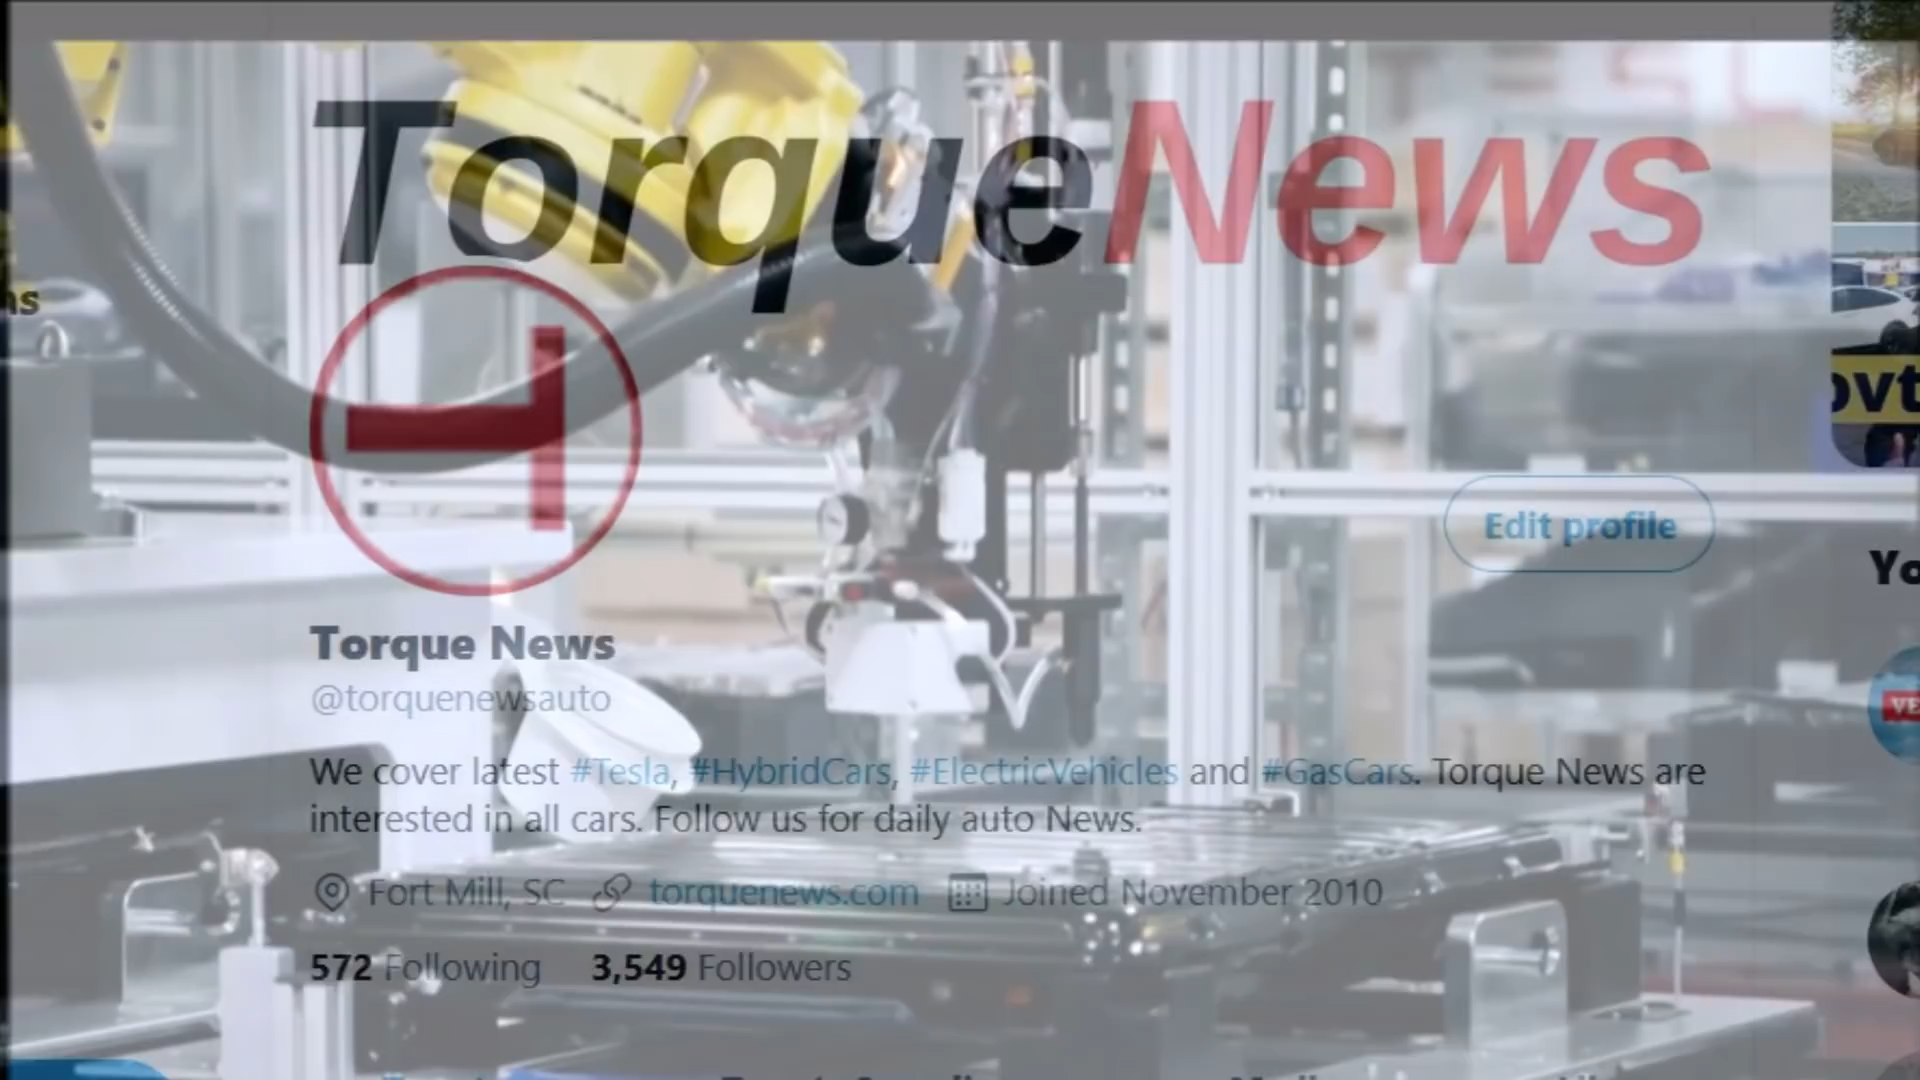 TorqueNews
Edit profile
Torque News
@torquenewsauto
We cover latest #Tesla, #HybridCars, #ElectricVehicles and #GasCars. Torque News are
interested in all cars. Follow us for daily auto News.
Fort Mill, SC torquenews.com Joined November 2010
572 Following 3,549 Followers